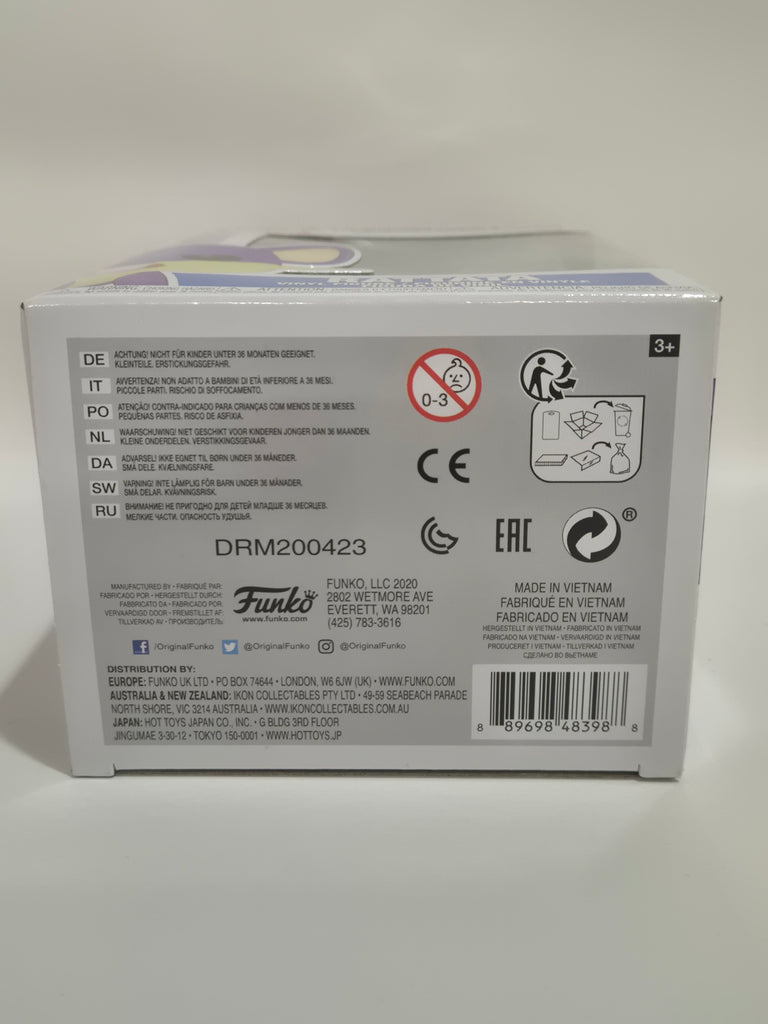 RATTATA
3+
DE ACHTUNG! NICHT FÜR KINDER UNTER 36 MONATEN GEEIGNET.
KLEINTEILE. ERSTICKUNGSGEFAHR.
IT AVVERTENZA! NON ADATTO A BAMBINI DI ETÀ INFERIORE A 36 MESI.
PICCOLE PARTI. RISCHIO DI SOFFOCAMENTO.
PO ATENÇÃO! CONTRA-INDICADO PARA CRIANÇAS COM MENOS DE 36 MESES.
PEQUENAS PARTES. RISCO DE ASFIXIA.
NL WAARSCHUWING! NIET GESCHIKT VOOR KINDEREN JONGER DAN 36 MAANDEN.
KLEINE ONDERDELEN. VERSTIKKINGSGEVAAR.
DA ADVARSEL! IKKE EGNET TIL BØRN UNDER 36 MÅNEDER.
SMÅ DELE. KVÆLNINGSFARE.
SW VARNING! INTE LÄMPLIG FÖR BARN UNDER 36 MÅNADER.
SMÅ DELAR. KVÄVNINGSRISK.
RU ВНИМАНИЕ! НЕ ПРИГОДНО ДЛЯ ДЕТЕЙ МЛАДШЕ 36 МЕСЯЦЕВ.
МЕЛКИЕ ЧАСТИ. ОПАСНОСТЬ УДУШЬЯ.
0-3
CE
EAC
®
DRM200423
MANUFACTURED BY • FABRIQUÉ PAR:
FABRICADO POR • HERGESTELLT DURCH:
FABBRICATO DA • FABRICADO POR:
VERVAARDIGD DOOR • FREMSTILLET AF:
TILLVERKAD AV • ПРОИЗВОДИТЕЛЬ:
Funko
www.funko.com
FUNKO, LLC 2020
2802 WETMORE AVE
EVERETT, WA 98201
(425) 783-3616
/OriginalFunko @OriginalFunko @OriginalFunko
MADE IN VIETNAM
FABRIQUÉ EN VIETNAM
FABRICADO EN VIETNAM
HERGESTELLT IN VIETNAM • FABBRICATO IN VIETNAM
FABRICADO NA VIETNAM • VERVAARDIGD IN VIETNAM
PRODUCERET I VIETNAM • TILLVERKAD I VIETNAM
СДЕЛАНО ВО ВЬЕТНАМЕ
DISTRIBUTION BY:
EUROPE: FUNKO UK LTD • PO BOX 74644 • LONDON, W6 6JW (UK) • WWW.FUNKO.COM
AUSTRALIA & NEW ZEALAND: IKON COLLECTABLES PTY LTD • 49-59 SEABEACH PARADE
NORTH SHORE, VIC 3214 AUSTRALIA • WWW.IKONCOLLECTABLES.COM.AU
JAPAN: HOT TOYS JAPAN CO., INC. • G BLDG 3RD FLOOR
JINGUMAE 3-30-12 • TOKYO 150-0001 • WWW.HOTTOYS.JP
8 89698 48398 8